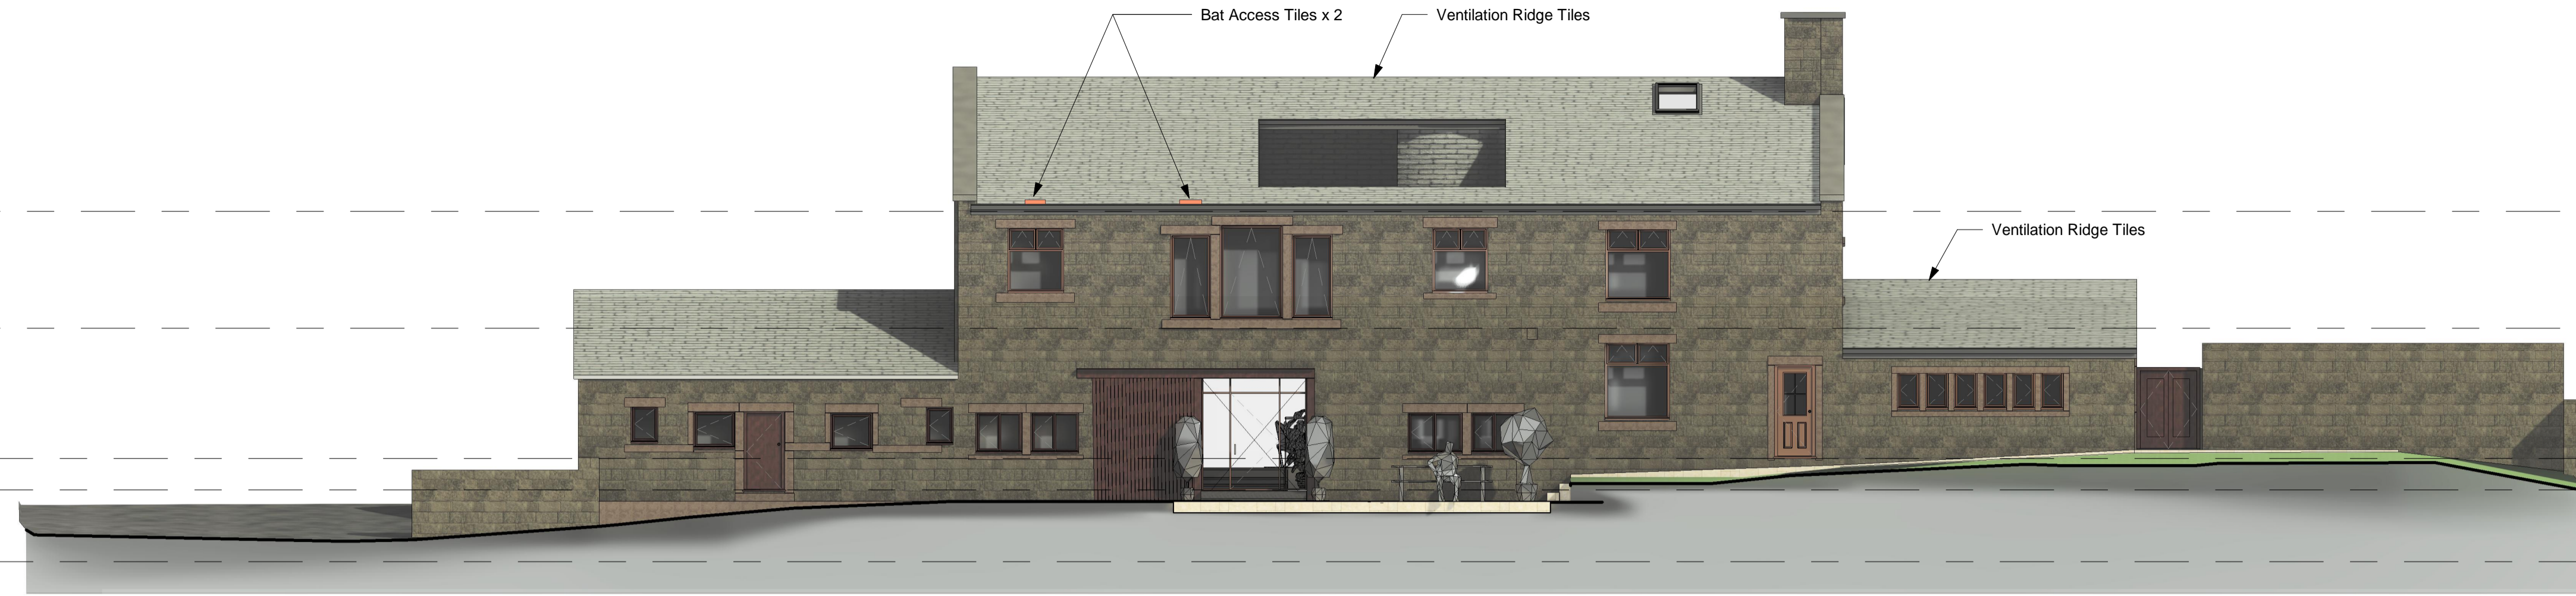 Bat Access Tiles x 2
Ventilation Ridge Tiles
Ventilation Ridge Tiles